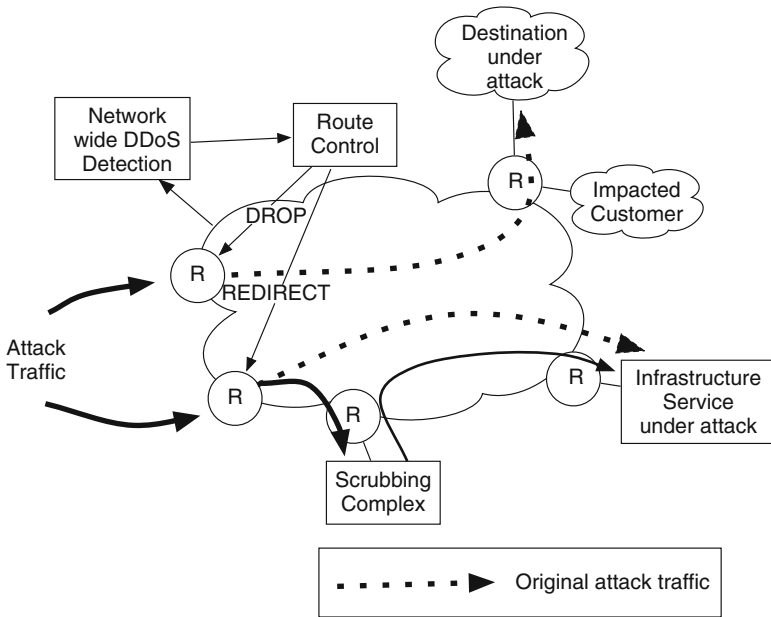 Destination
under
attack
Network
wide DDoS
Detection
Route
Control
R
Impacted
Customer
DROP
R
REDIRECT
Attack
Traffic
R
R
R
Infrastructure
Service
under attack
Scrubbing
Complex
Original attack traffic